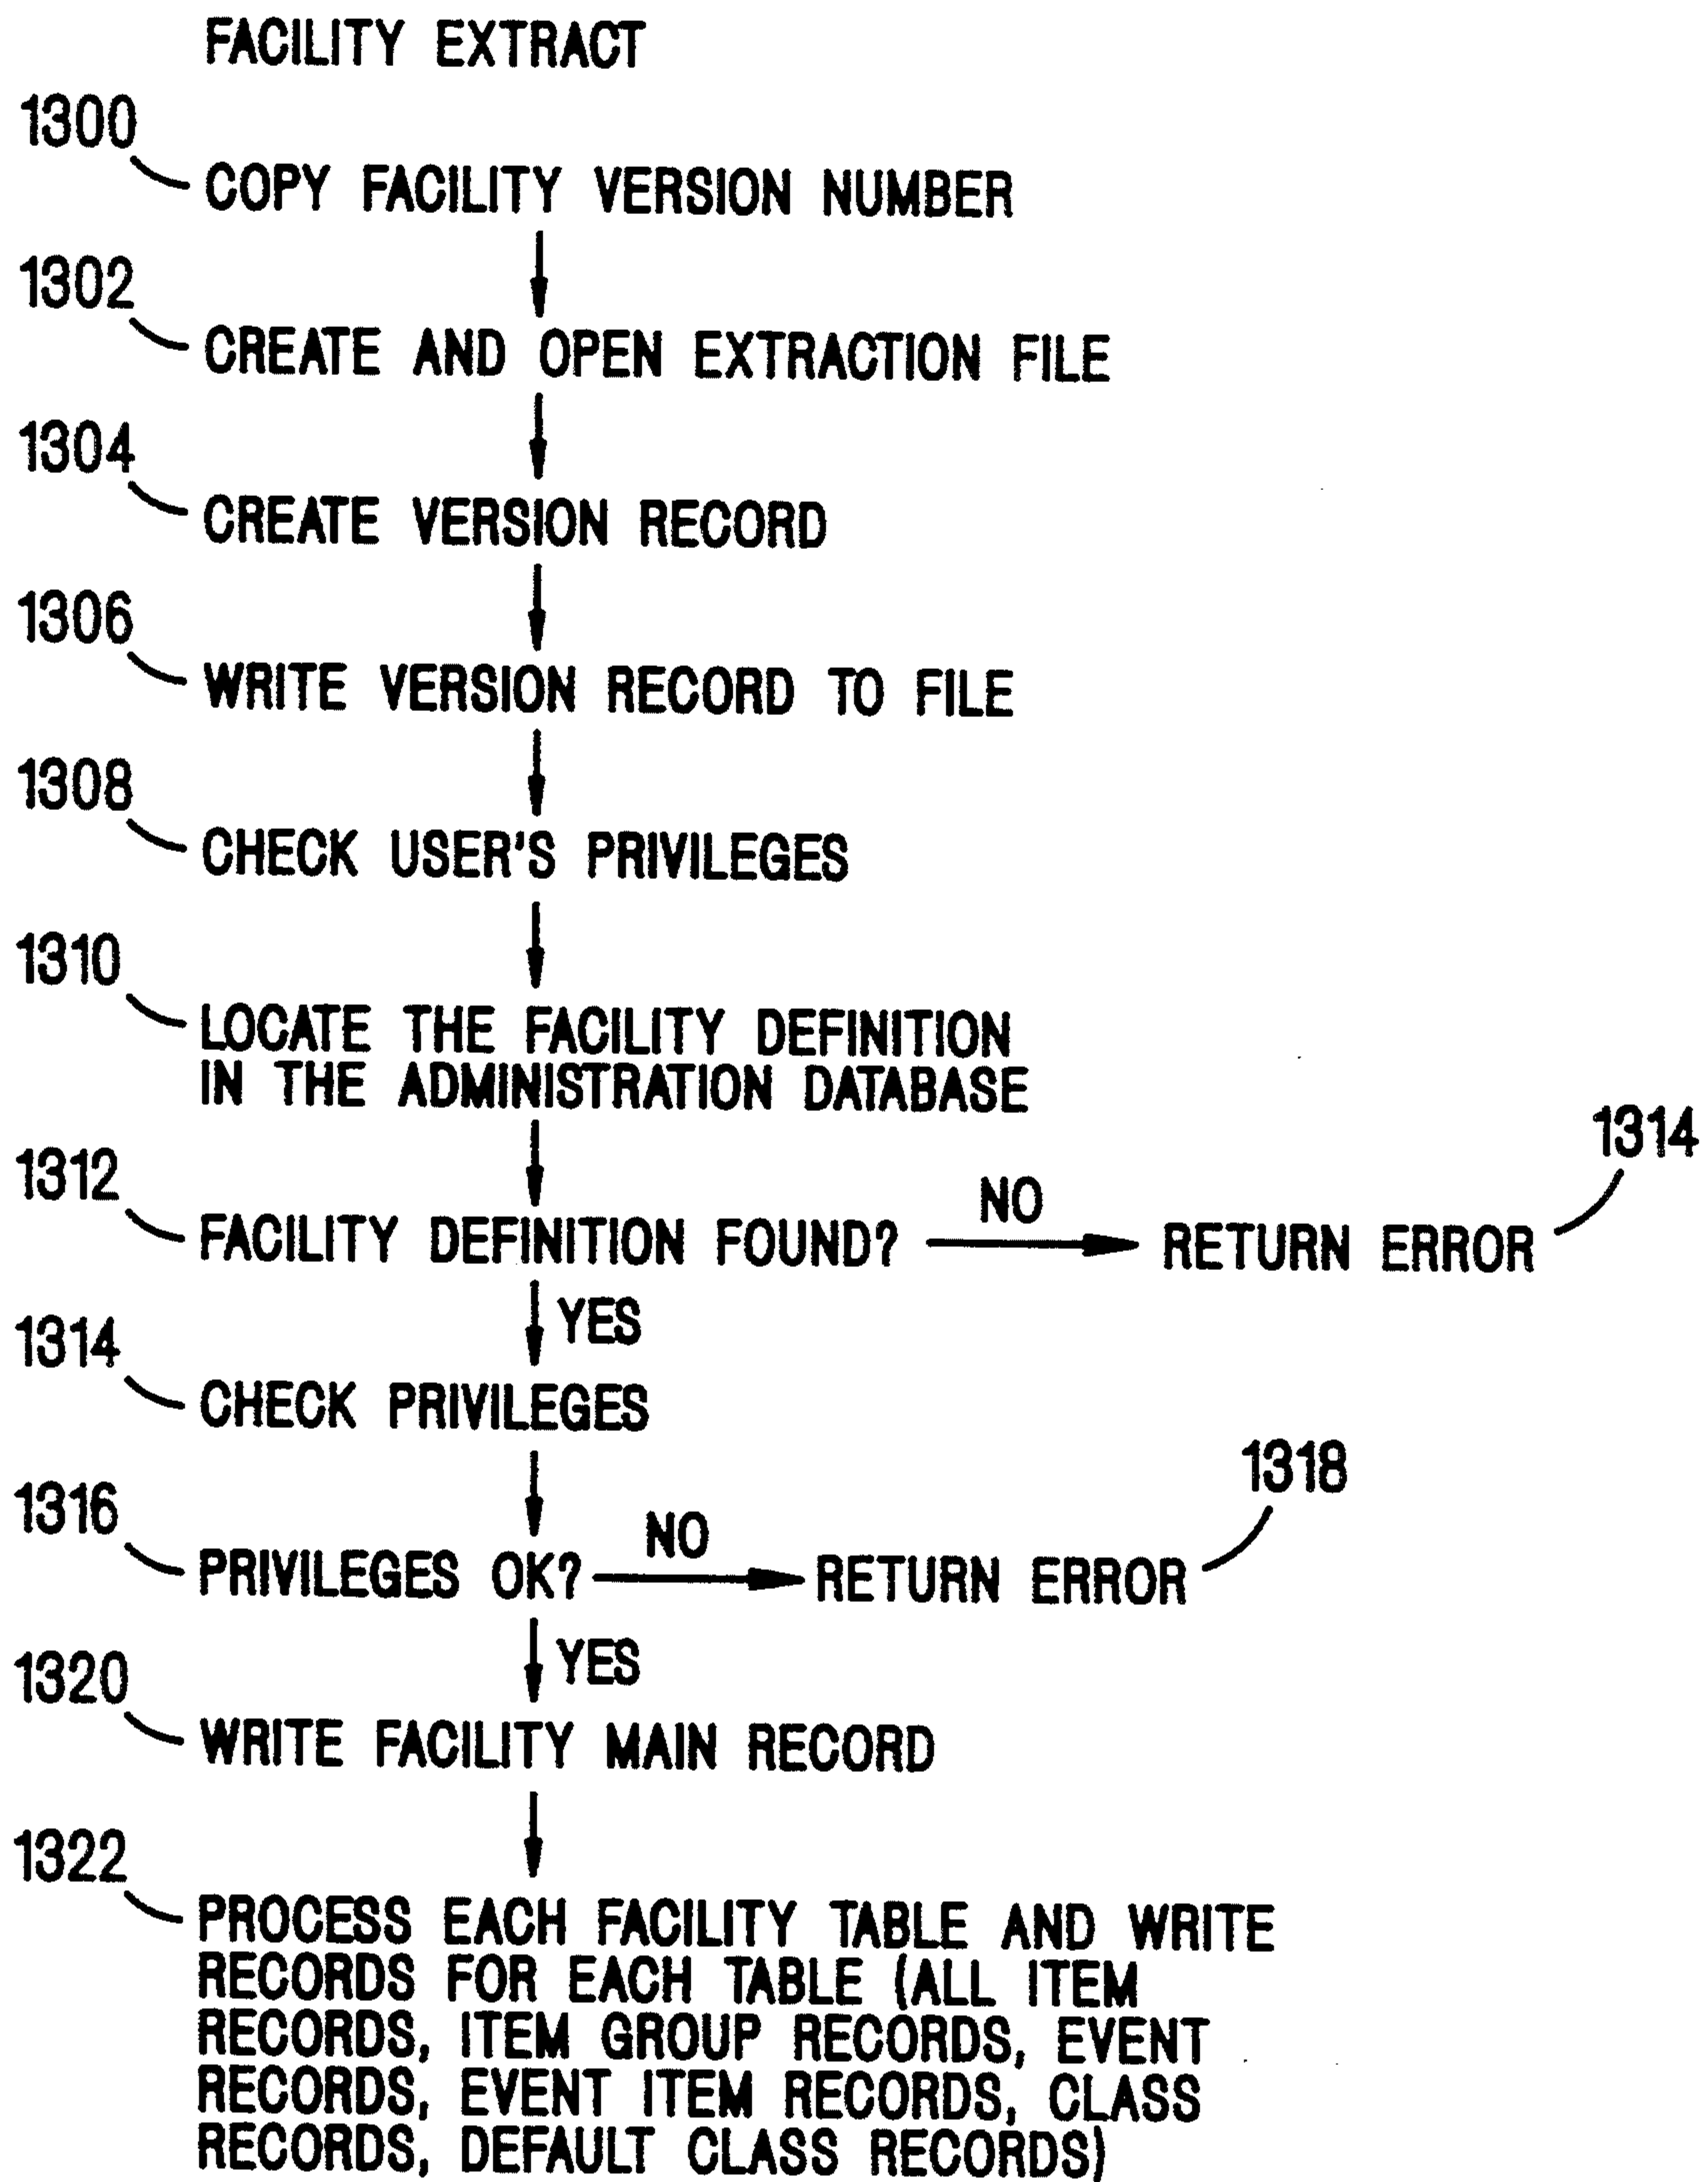 FACILITY EXTRACT
1300
COPY FACILITY VERSION NUMBER
1302
CREATE AND OPEN EXTRACTION FILE
1304
CREATE VERSION RECORD
1306
WRITE VERSION RECORD TO FILE
1308
CHECK USER'S PRIVILEGES
1310
LOCATE THE FACILITY DEFINITION
IN THE ADMINISTRATION DATABASE
1312
FACILITY DEFINITION FOUND?
NO
RETURN ERROR
1314
YES
1314
CHECK PRIVILEGES
1316
PRIVILEGES OK?
NO
RETURN ERROR
1318
YES
1320
WRITE FACILITY MAIN RECORD
1322
PROCESS EACH FACILITY TABLE AND WRITE
RECORDS FOR EACH TABLE (ALL ITEM
RECORDS, ITEM GROUP RECORDS, EVENT
RECORDS, EVENT ITEM RECORDS, CLASS
RECORDS, DEFAULT CLASS RECORDS)